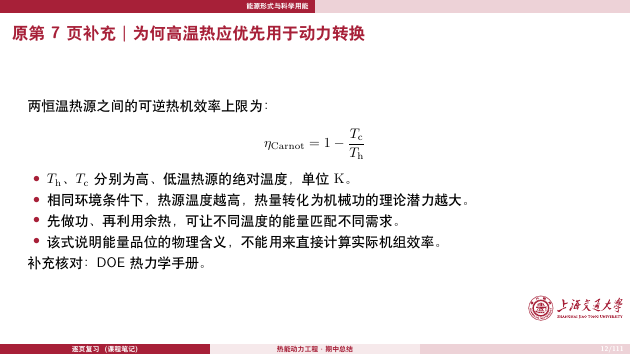 能源形式与科学用能
原第 7 页补充｜为何高温热应优先用于动力转换
两恒温热源之间的可逆热机效率上限为：
η_Carnot = 1 − T_c / T_h
• T_h、T_c 分别为高、低温热源的绝对温度，单位 K。
• 相同环境条件下，热源温度越高，热量转化为机械功的理论潜力越大。
• 先做功、再利用余热，可让不同温度的能量匹配不同需求。
• 该式说明能量品位的物理含义，不能用来直接计算实际机组效率。
补充核对：DOE 热力学手册。
上海交通大学
SHANGHAI JIAO TONG UNIVERSITY
逐页复习（课程笔记）
热能动力工程 · 期中总结
12/111